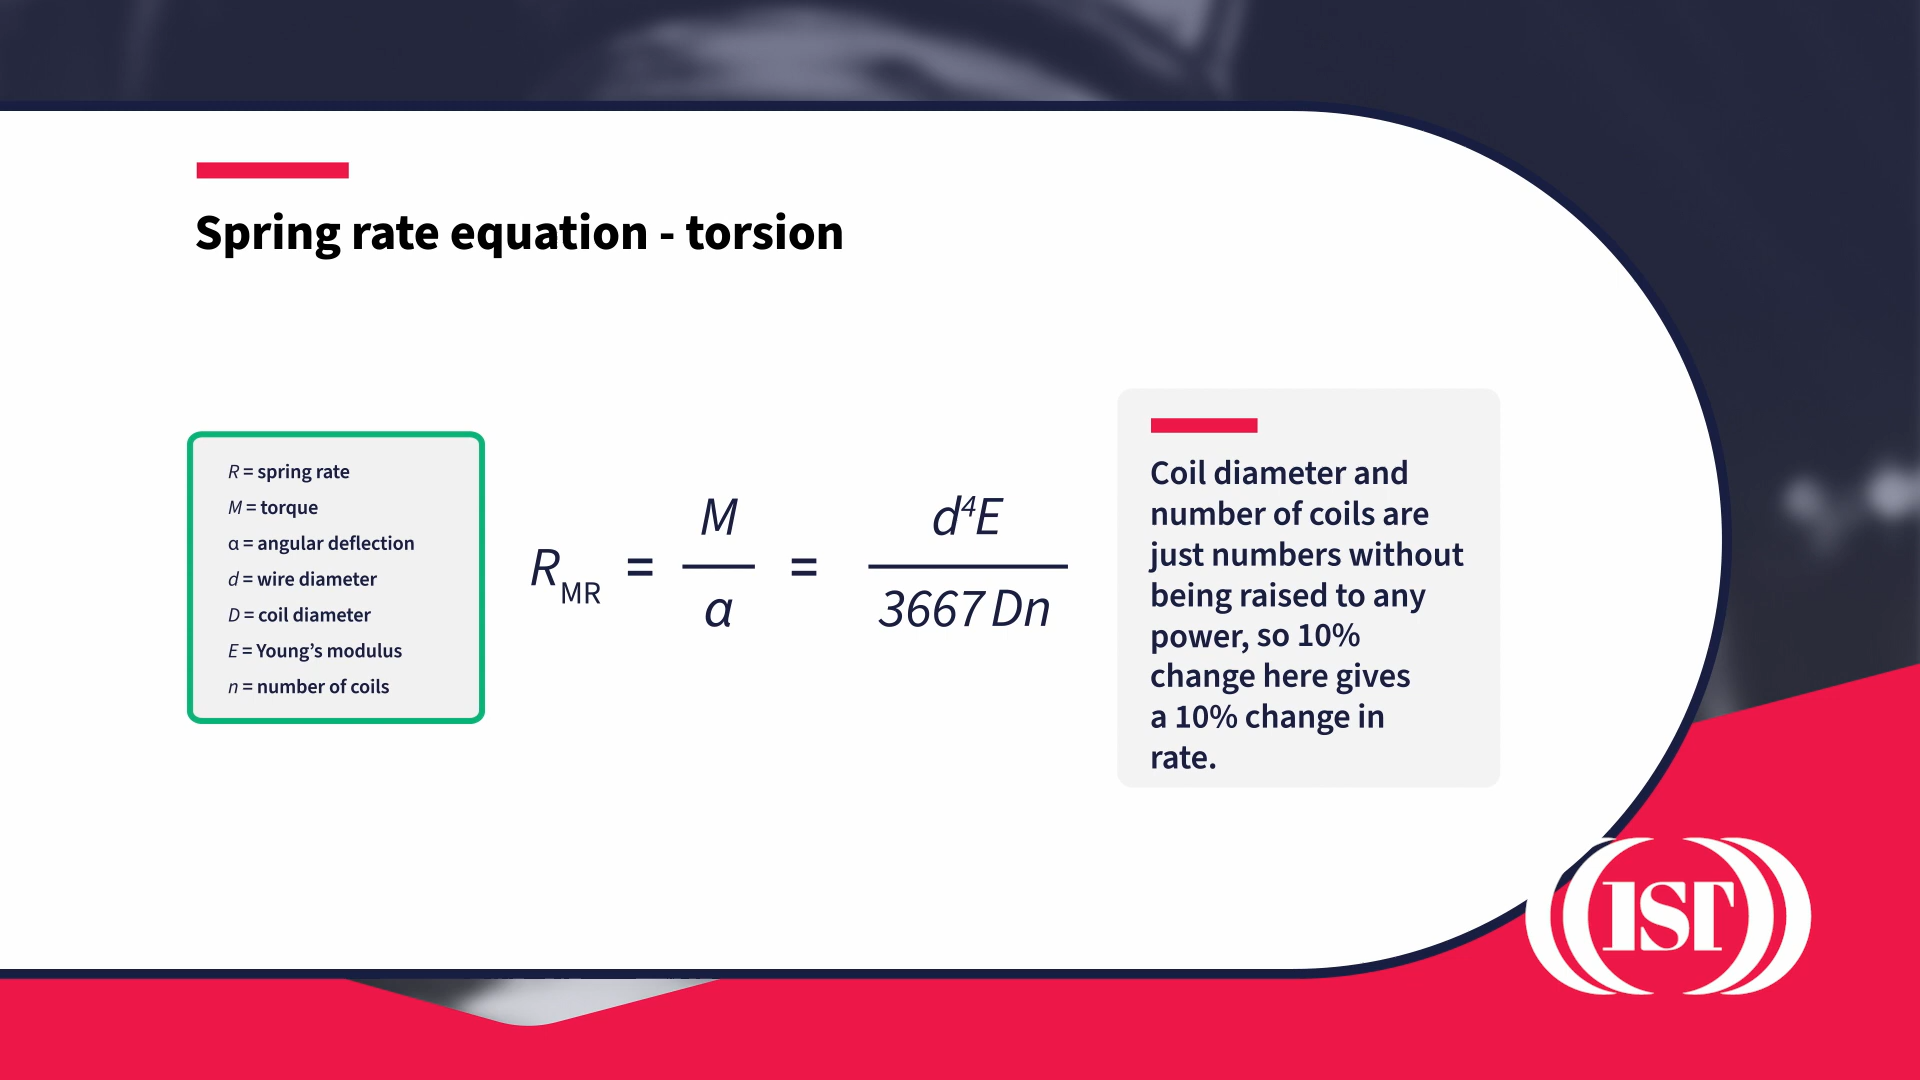 Spring rate equation - torsion
R = spring rate
M = torque
α = angular deflection
d = wire diameter
D = coil diameter
E = Young’s modulus
n = number of coils
R_MR = M/α = d⁴E/3667 Dn
Coil diameter and
number of coils are
just numbers without
being raised to any
power, so 10%
change here gives
a 10% change in
rate.
IST